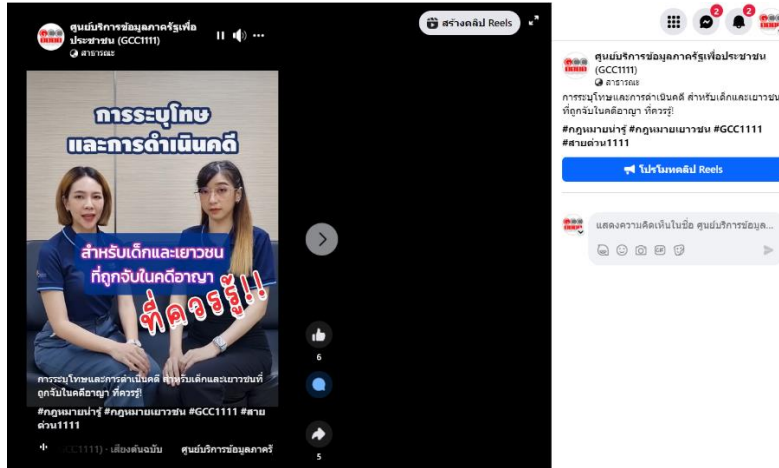 ศูนย์บริการข้อมูลภาครัฐเพื่อ
ประชาชน (GCC1111)
สาธารณะ
สร้างคลิป Reels
การระบุโทษ
และการดำเนินคดี
สำหรับเด็กและเยาวชน
ที่ถูกจับในคดีอาญา
ที่ควรรู้!!
การระบุโทษและการดำเนินคดี สำหรับเด็กและเยาวชนที่
ถูกจับในคดีอาญา ที่ควรรู้!
#กฎหมายน่ารู้ #กฎหมายเยาวชน #GCC1111 #สาย
ด่วน1111
1111) · เสียงต้นฉบับ ศูนย์บริการข้อมูลภาครั
6
5
2
2
ศูนย์บริการข้อมูลภาครัฐเพื่อประชาชน
(GCC1111)
สาธารณะ
การระบุโทษและการดำเนินคดี สำหรับเด็กและเยาวชน
ที่ถูกจับในคดีอาญา ที่ควรรู้!
#กฎหมายน่ารู้ #กฎหมายเยาวชน #GCC1111
#สายด่วน1111
โปรโมทคลิป Reels
แสดงความคิดเห็นในชื่อ ศูนย์บริการข้อมูล...